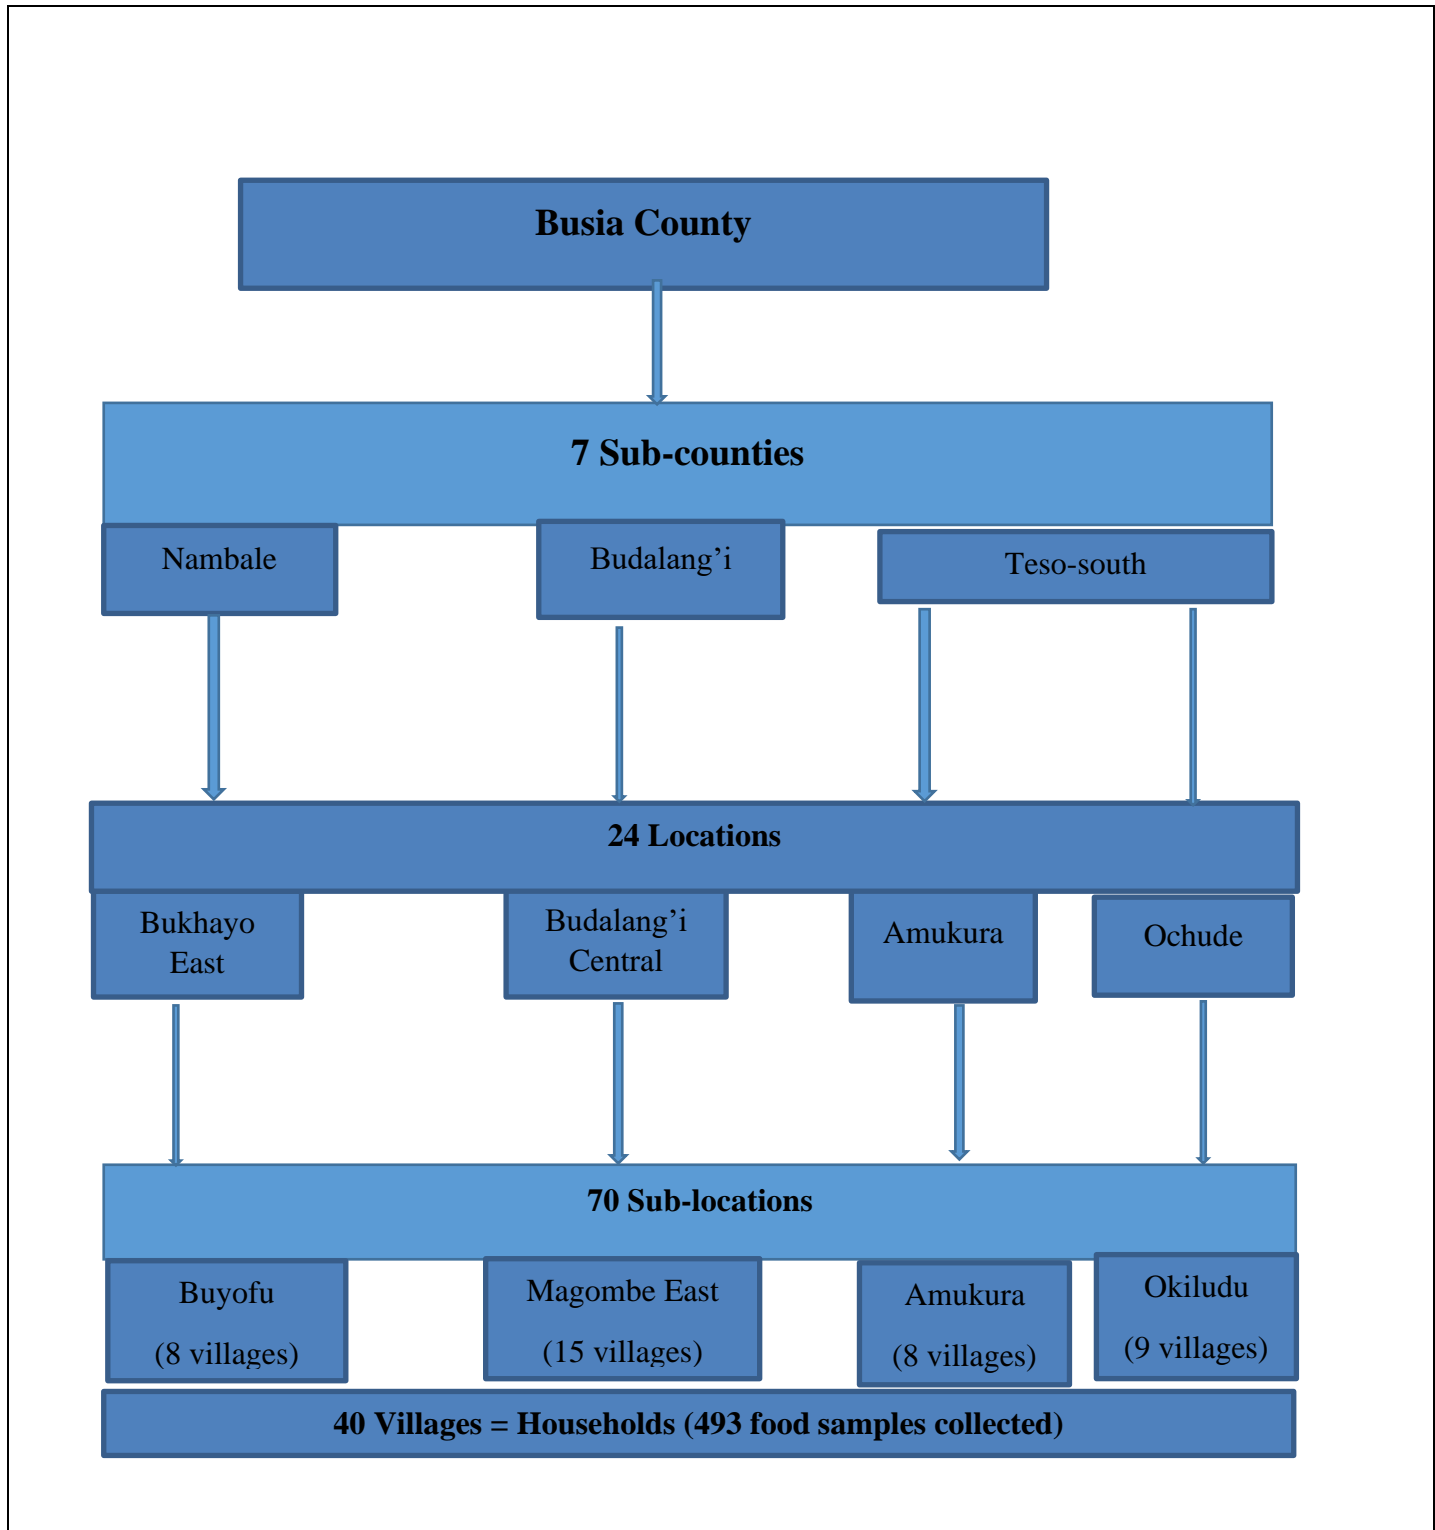 Busia County
7 Sub-counties
Nambale
Budalang’i
Teso-south
24 Locations
Bukhayo
East
Budalang’i
Central
Amukura
Ochude
70 Sub-locations
Buyofu
(8 villages)
Magombe East
(15 villages)
Amukura
(8 villages)
Okiludu
(9 villages)
40 Villages = Households (493 food samples collected)